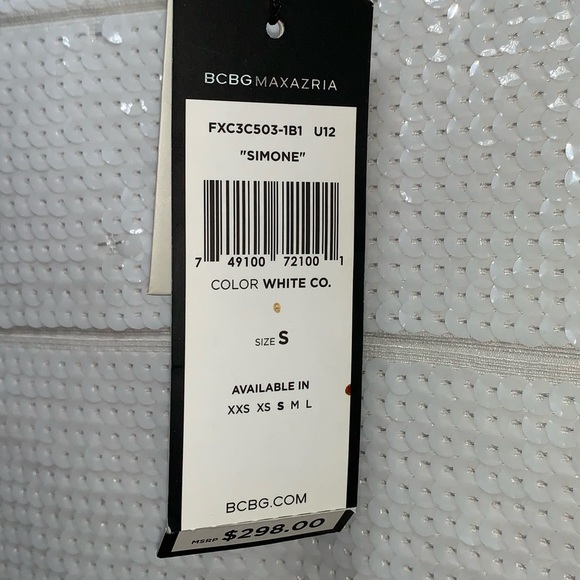 BCBGMAXAZRIA
FXC3C503-1B1 U12
"SIMONE"
7 49100 72100 1
COLOR WHITE CO.
SIZE S
AVAILABLE IN
XXS XS S M L
BCBG.COM
MSRP $298.00